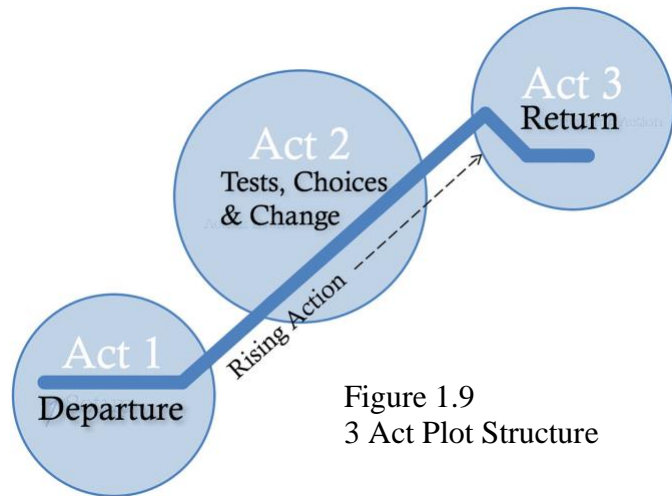 Act 1
Departure
Act 2
Tests, Choices
& Change
Rising Action
Act 3
Return
Figure 1.9
3 Act Plot Structure